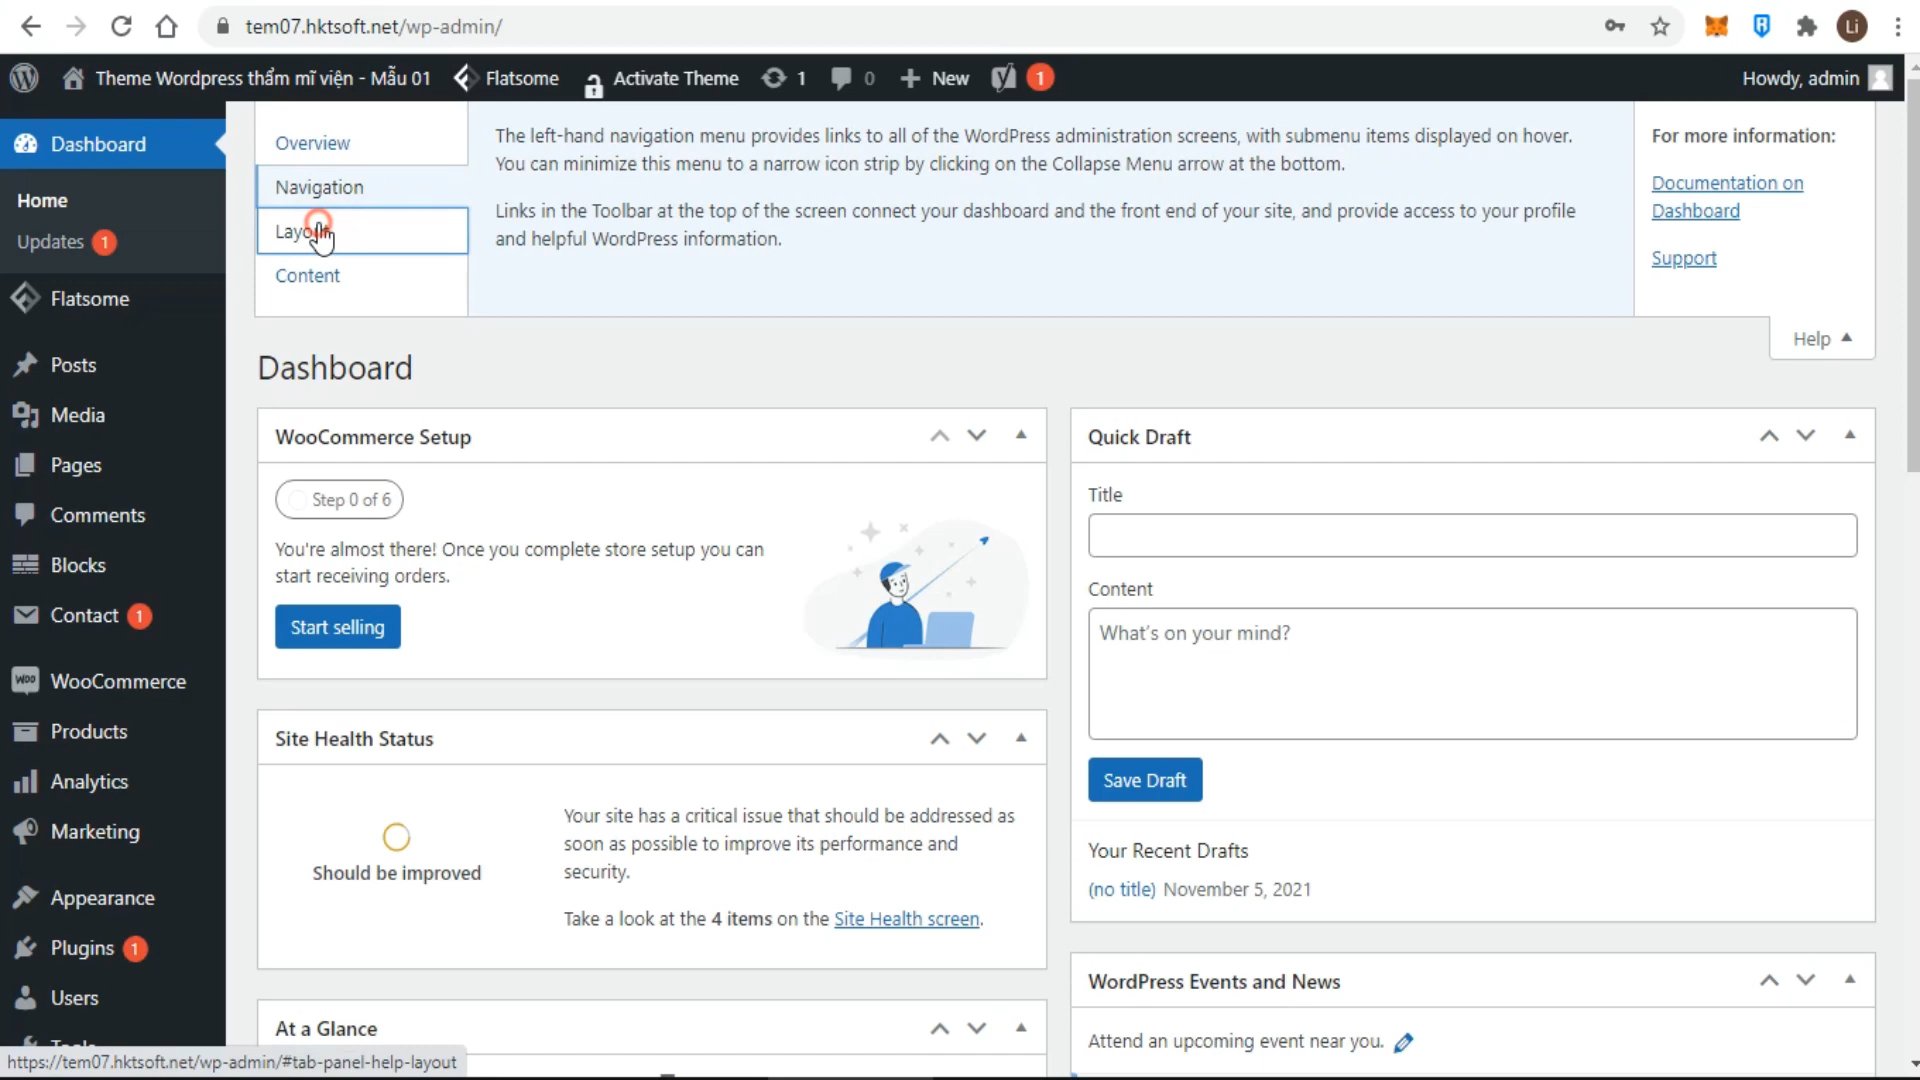 tem07.hktsoft.net/wp-admin/
Li
Theme Wordpress thẩm mĩ viện - Mẫu 01
Flatsome
Activate Theme
1
0
New
1
Howdy, admin
Dashboard
Home
Updates 1
Flatsome
Posts
Media
Pages
Comments
Blocks
Contact 1
WooCommerce
Products
Analytics
Marketing
Appearance
Plugins 1
Users
Tools
Overview
Navigation
Layout
Content
The left-hand navigation menu provides links to all of the WordPress administration screens, with submenu items displayed on hover.
You can minimize this menu to a narrow icon strip by clicking on the Collapse Menu arrow at the bottom.
Links in the Toolbar at the top of the screen connect your dashboard and the front end of your site, and provide access to your profile
and helpful WordPress information.
For more information:
Documentation on
Dashboard
Support
Help
Dashboard
WooCommerce Setup
Step 0 of 6
You're almost there! Once you complete store setup you can
start receiving orders.
Start selling
Site Health Status
Should be improved
Your site has a critical issue that should be addressed as
soon as possible to improve its performance and
security.
Take a look at the 4 items on the Site Health screen.
At a Glance
Quick Draft
Title
Content
What's on your mind?
Save Draft
Your Recent Drafts
(no title) November 5, 2021
WordPress Events and News
Attend an upcoming event near you.
https://tem07.hktsoft.net/wp-admin/#tab-panel-help-layout